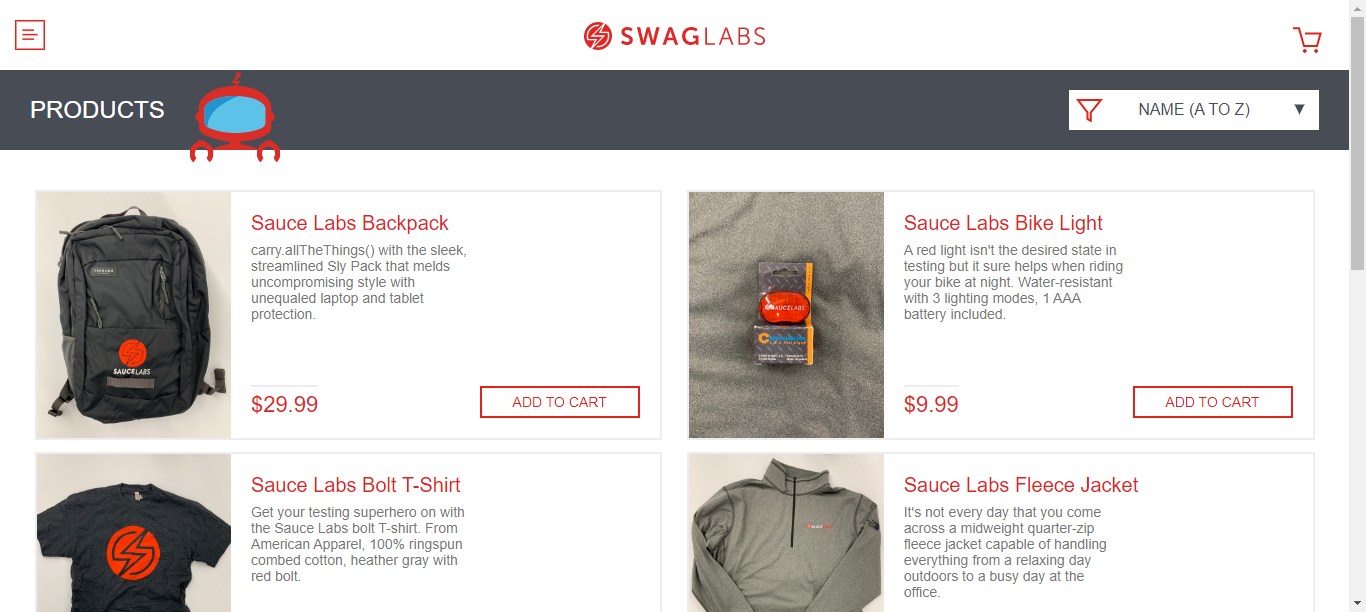 SWAGLABS
PRODUCTS
NAME (A TO Z)
Sauce Labs Backpack
carry.allTheThings() with the sleek,
streamlined Sly Pack that melds
uncompromising style with
unequaled laptop and tablet
protection.
$29.99
ADD TO CART
SAUCELABS
Sauce Labs Bike Light
A red light isn't the desired state in
testing but it sure helps when riding
your bike at night. Water-resistant
with 3 lighting modes, 1 AAA
battery included.
$9.99
ADD TO CART
SAUCELABS
Sauce Labs Bolt T-Shirt
Get your testing superhero on with
the Sauce Labs bolt T-shirt. From
American Apparel, 100% ringspun
combed cotton, heather gray with
red bolt.
Sauce Labs Fleece Jacket
It's not every day that you come
across a midweight quarter-zip
fleece jacket capable of handling
everything from a relaxing day
outdoors to a busy day at the
office.